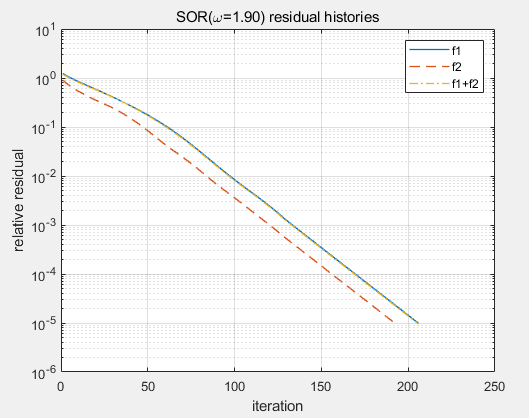 SOR(ω=1.90) residual histories
10^1
10^0
10^-1
10^-2
10^-3
10^-4
10^-5
10^-6
relative residual
f1
f2
f1+f2
0 50 100 150 200 250
iteration